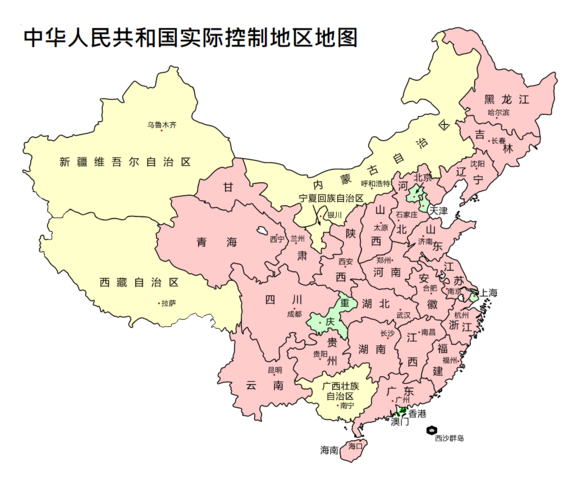 中华人民共和国实际控制地区地图
黑龙江
哈尔滨
乌鲁木齐
新疆维吾尔自治区
内蒙古自治区
呼和浩特
吉林
长春
沈阳
辽宁
北京
天津
河北
石家庄
甘肃
兰州
宁夏回族自治区
银川
山西
太原
山东
济南
陕西
西安
青海
西宁
河南
郑州
江苏
南京
安徽
合肥
上海
西藏自治区
拉萨
四川
成都
重庆
湖北
武汉
浙江
杭州
湖南
长沙
江西
南昌
贵州
贵阳
福建
福州
云南
昆明
广西壮族
自治区
南宁
广东
广州
香港
澳门
西沙群岛
海南
海口